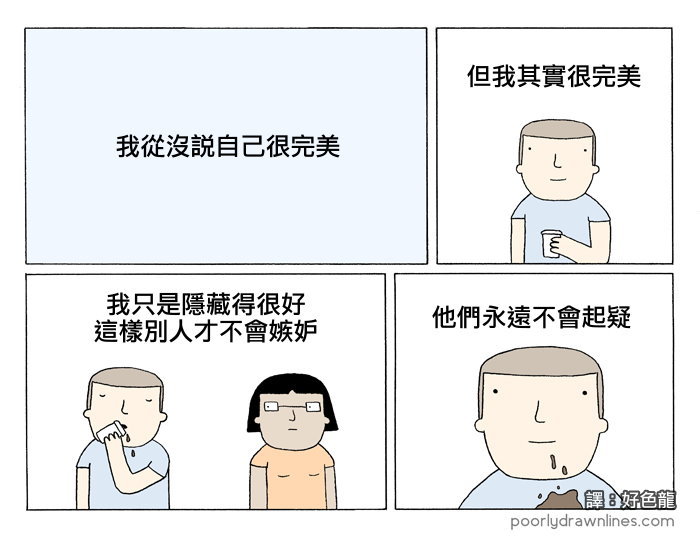 我從沒説自己很完美
但我其實很完美
我只是隱藏得很好
這樣別人才不會嫉妒
他們永遠不會起疑
譯：好色龍
poorlydrawnlines.com